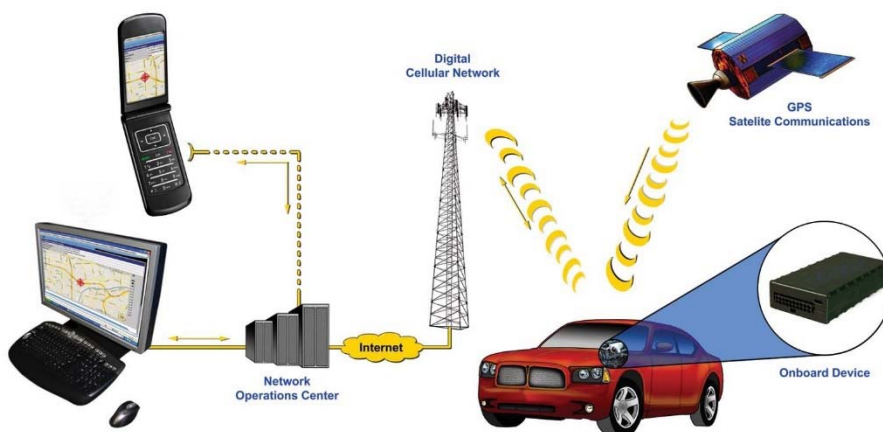 Digital
Cellular Network
GPS
Satelite Communications
Internet
Network
Operations Center
Onboard Device